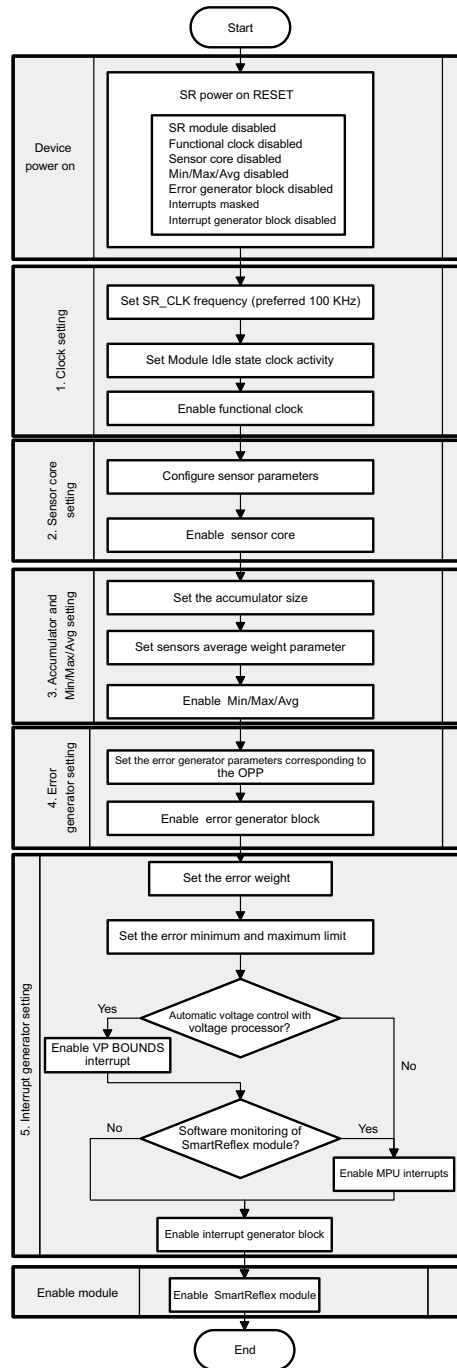 Start
Device
power on
SR power on RESET
SR module disabled
Functional clock disabled
Sensor core disabled
Min/Max/Avg disabled
Error generator block disabled
Interrupts masked
Interrupt generator block disabled
1. Clock setting
Set SR_CLK frequency (preferred 100 KHz)
Set Module Idle state clock activity
Enable functional clock
2. Sensor core
setting
Configure sensor parameters
Enable sensor core
3. Accumulator and
Min/Max/Avg setting
Set the accumulator size
Set sensors average weight parameter
Enable Min/Max/Avg
4. Error
generator setting
Set the error generator parameters corresponding to
the OPP
Enable error generator block
5. Interrupt generator setting
Set the error weight
Set the error minimum and maximum limit
Automatic voltage control with
voltage processor?
Yes
Enable VP BOUNDS
interrupt
No
Software monitoring of
SmartReflex module?
No
Yes
Enable MPU interrupts
Enable interrupt generator block
Enable module
Enable SmartReflex module
End